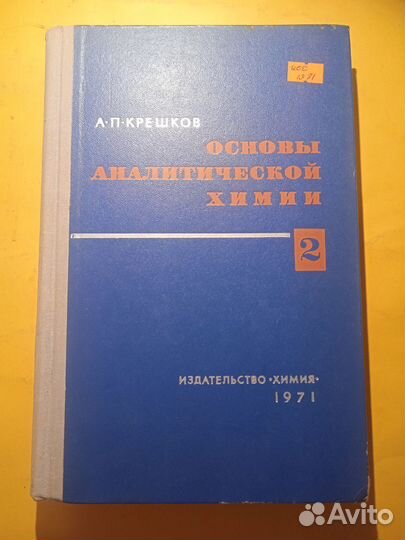 А·П·КРЕШКОВ
ОСНОВЫ
АНАЛИТИЧЕСКОЙ
ХИМИИ
2
ИЗДАТЕЛЬСТВО «ХИМИЯ»
1971
Avito